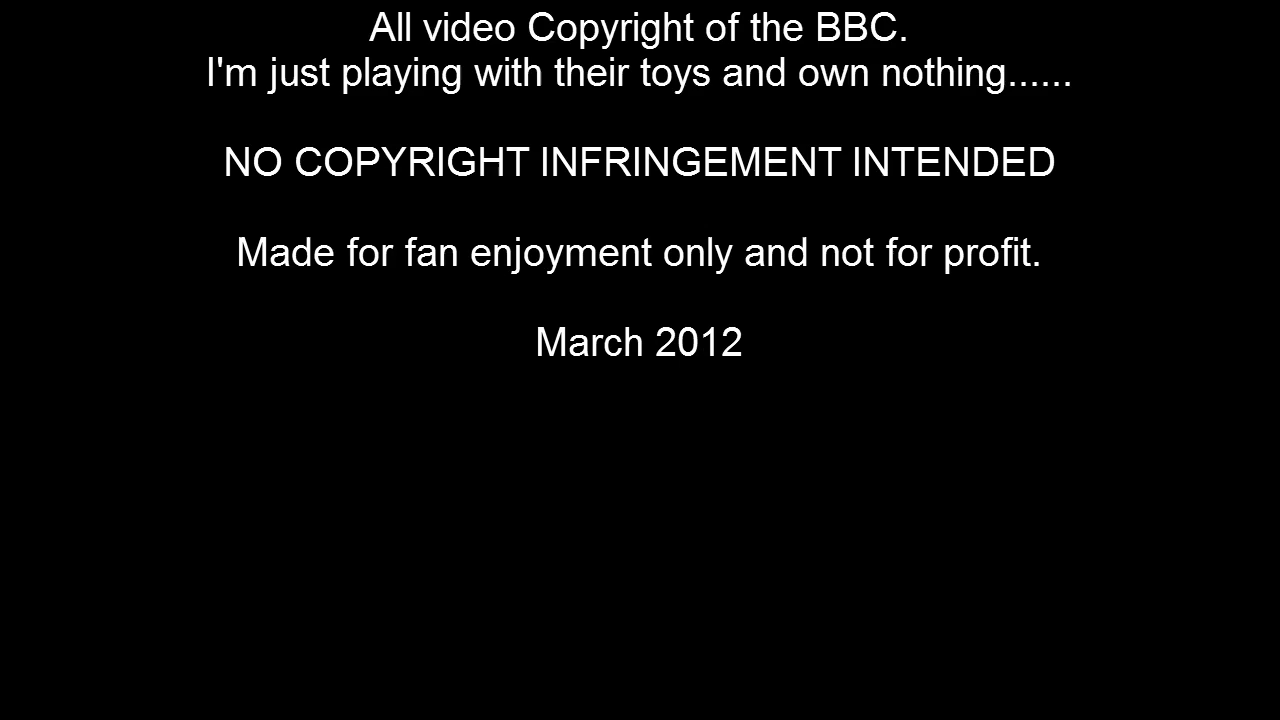 All video Copyright of the BBC.
I'm just playing with their toys and own nothing......
NO COPYRIGHT INFRINGEMENT INTENDED
Made for fan enjoyment only and not for profit.
March 2012